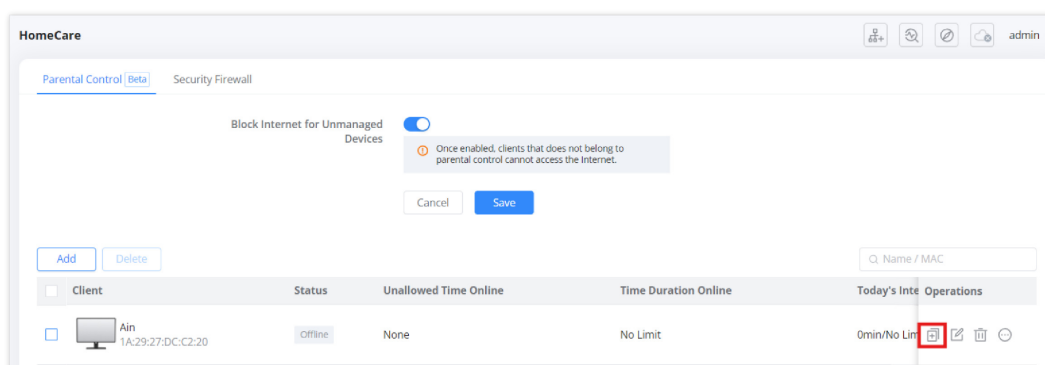 HomeCare
admin
Parental Control Beta Security Firewall
Block Internet for Unmanaged
Devices
Once enabled, clients that does not belong to
parental control cannot access the Internet.
Cancel Save
Add Delete
Name / MAC
Client Status Unallowed Time Online Time Duration Online Today's Inte Operations
Ain
1A:29:27:DC:C2:20
Offline None No Limit 0min/No Lim